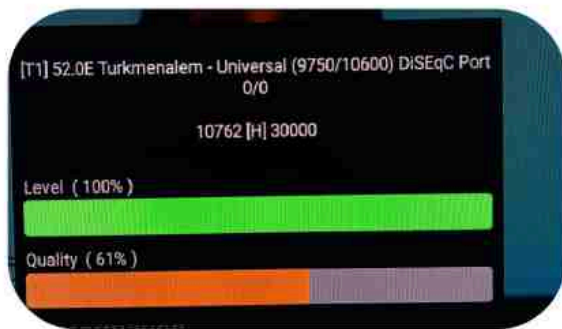 [T1] 52.0E Turkmenalem - Universal (9750/10600) DiSEqC Port
0/0
10762 [H] 30000
Level ( 100% )
Quality ( 61% )